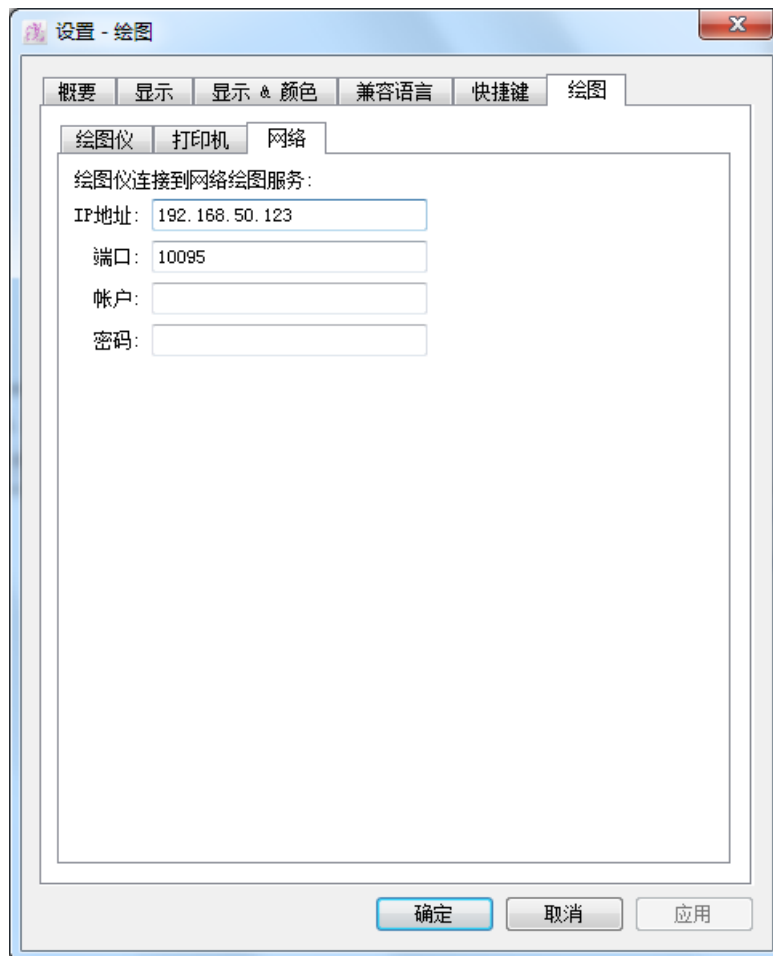 设置 - 绘图
概要 显示 显示 & 颜色 兼容语言 快捷键 绘图
绘图仪 打印机 网络
绘图仪连接到网络绘图服务:
IP地址: 192.168.50.123
端口: 10095
帐户:
密码:
确定 取消 应用